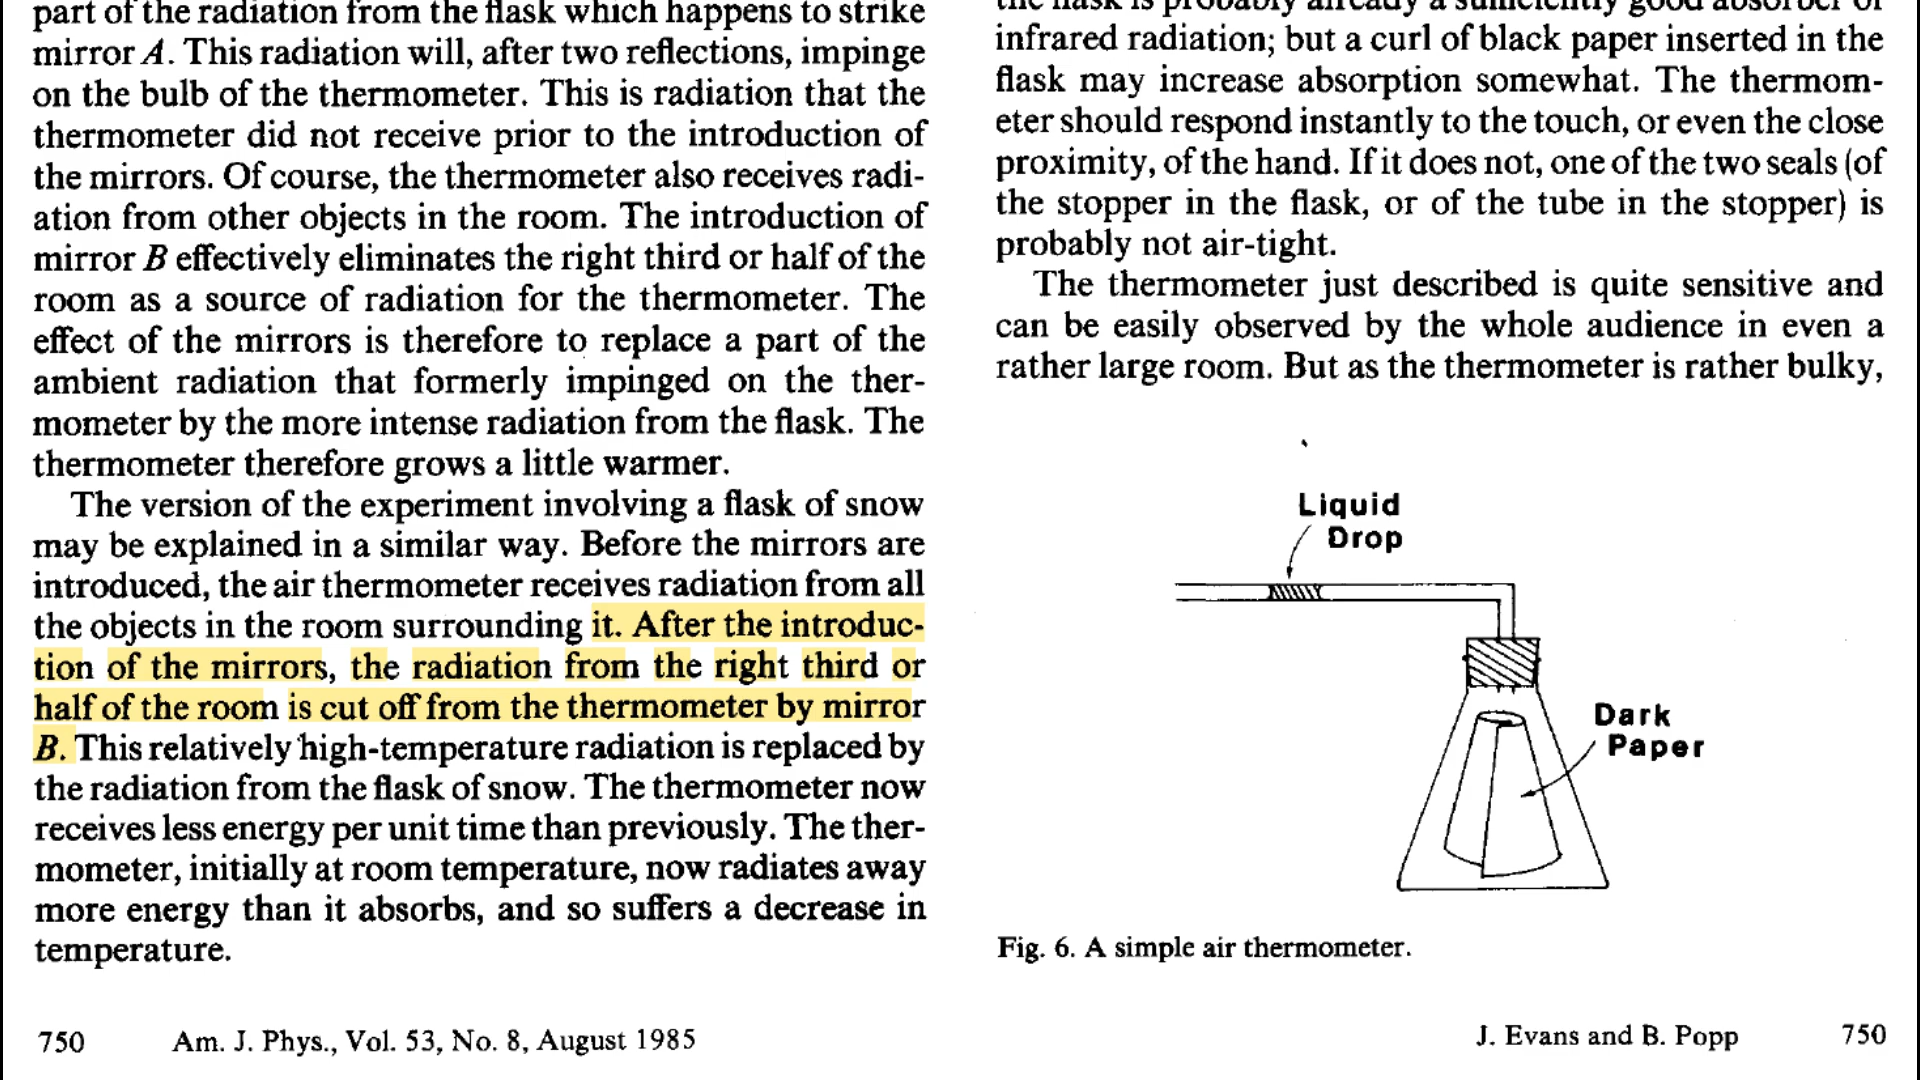 part of the radiation from the flask which happens to strike
mirror A. This radiation will, after two reflections, impinge
on the bulb of the thermometer. This is radiation that the
thermometer did not receive prior to the introduction of
the mirrors. Of course, the thermometer also receives radi-
ation from other objects in the room. The introduction of
mirror B effectively eliminates the right third or half of the
room as a source of radiation for the thermometer. The
effect of the mirrors is therefore to replace a part of the
ambient radiation that formerly impinged on the ther-
mometer by the more intense radiation from the flask. The
thermometer therefore grows a little warmer.
The version of the experiment involving a flask of snow
may be explained in a similar way. Before the mirrors are
introduced, the air thermometer receives radiation from all
the objects in the room surrounding it. After the introduc-
tion of the mirrors, the radiation from the right third or
half of the room is cut off from the thermometer by mirror
B. This relatively high-temperature radiation is replaced by
the radiation from the flask of snow. The thermometer now
receives less energy per unit time than previously. The ther-
mometer, initially at room temperature, now radiates away
more energy than it absorbs, and so suffers a decrease in
temperature.
the flask is probably already a sufficiently good absorber of
infrared radiation; but a curl of black paper inserted in the
flask may increase absorption somewhat. The thermom-
eter should respond instantly to the touch, or even the close
proximity, of the hand. If it does not, one of the two seals (of
the stopper in the flask, or of the tube in the stopper) is
probably not air-tight.
The thermometer just described is quite sensitive and
can be easily observed by the whole audience in even a
rather large room. But as the thermometer is rather bulky,
Liquid
Drop
Dark
Paper
Fig. 6. A simple air thermometer.
750 Am. J. Phys., Vol. 53, No. 8, August 1985
J. Evans and B. Popp 750